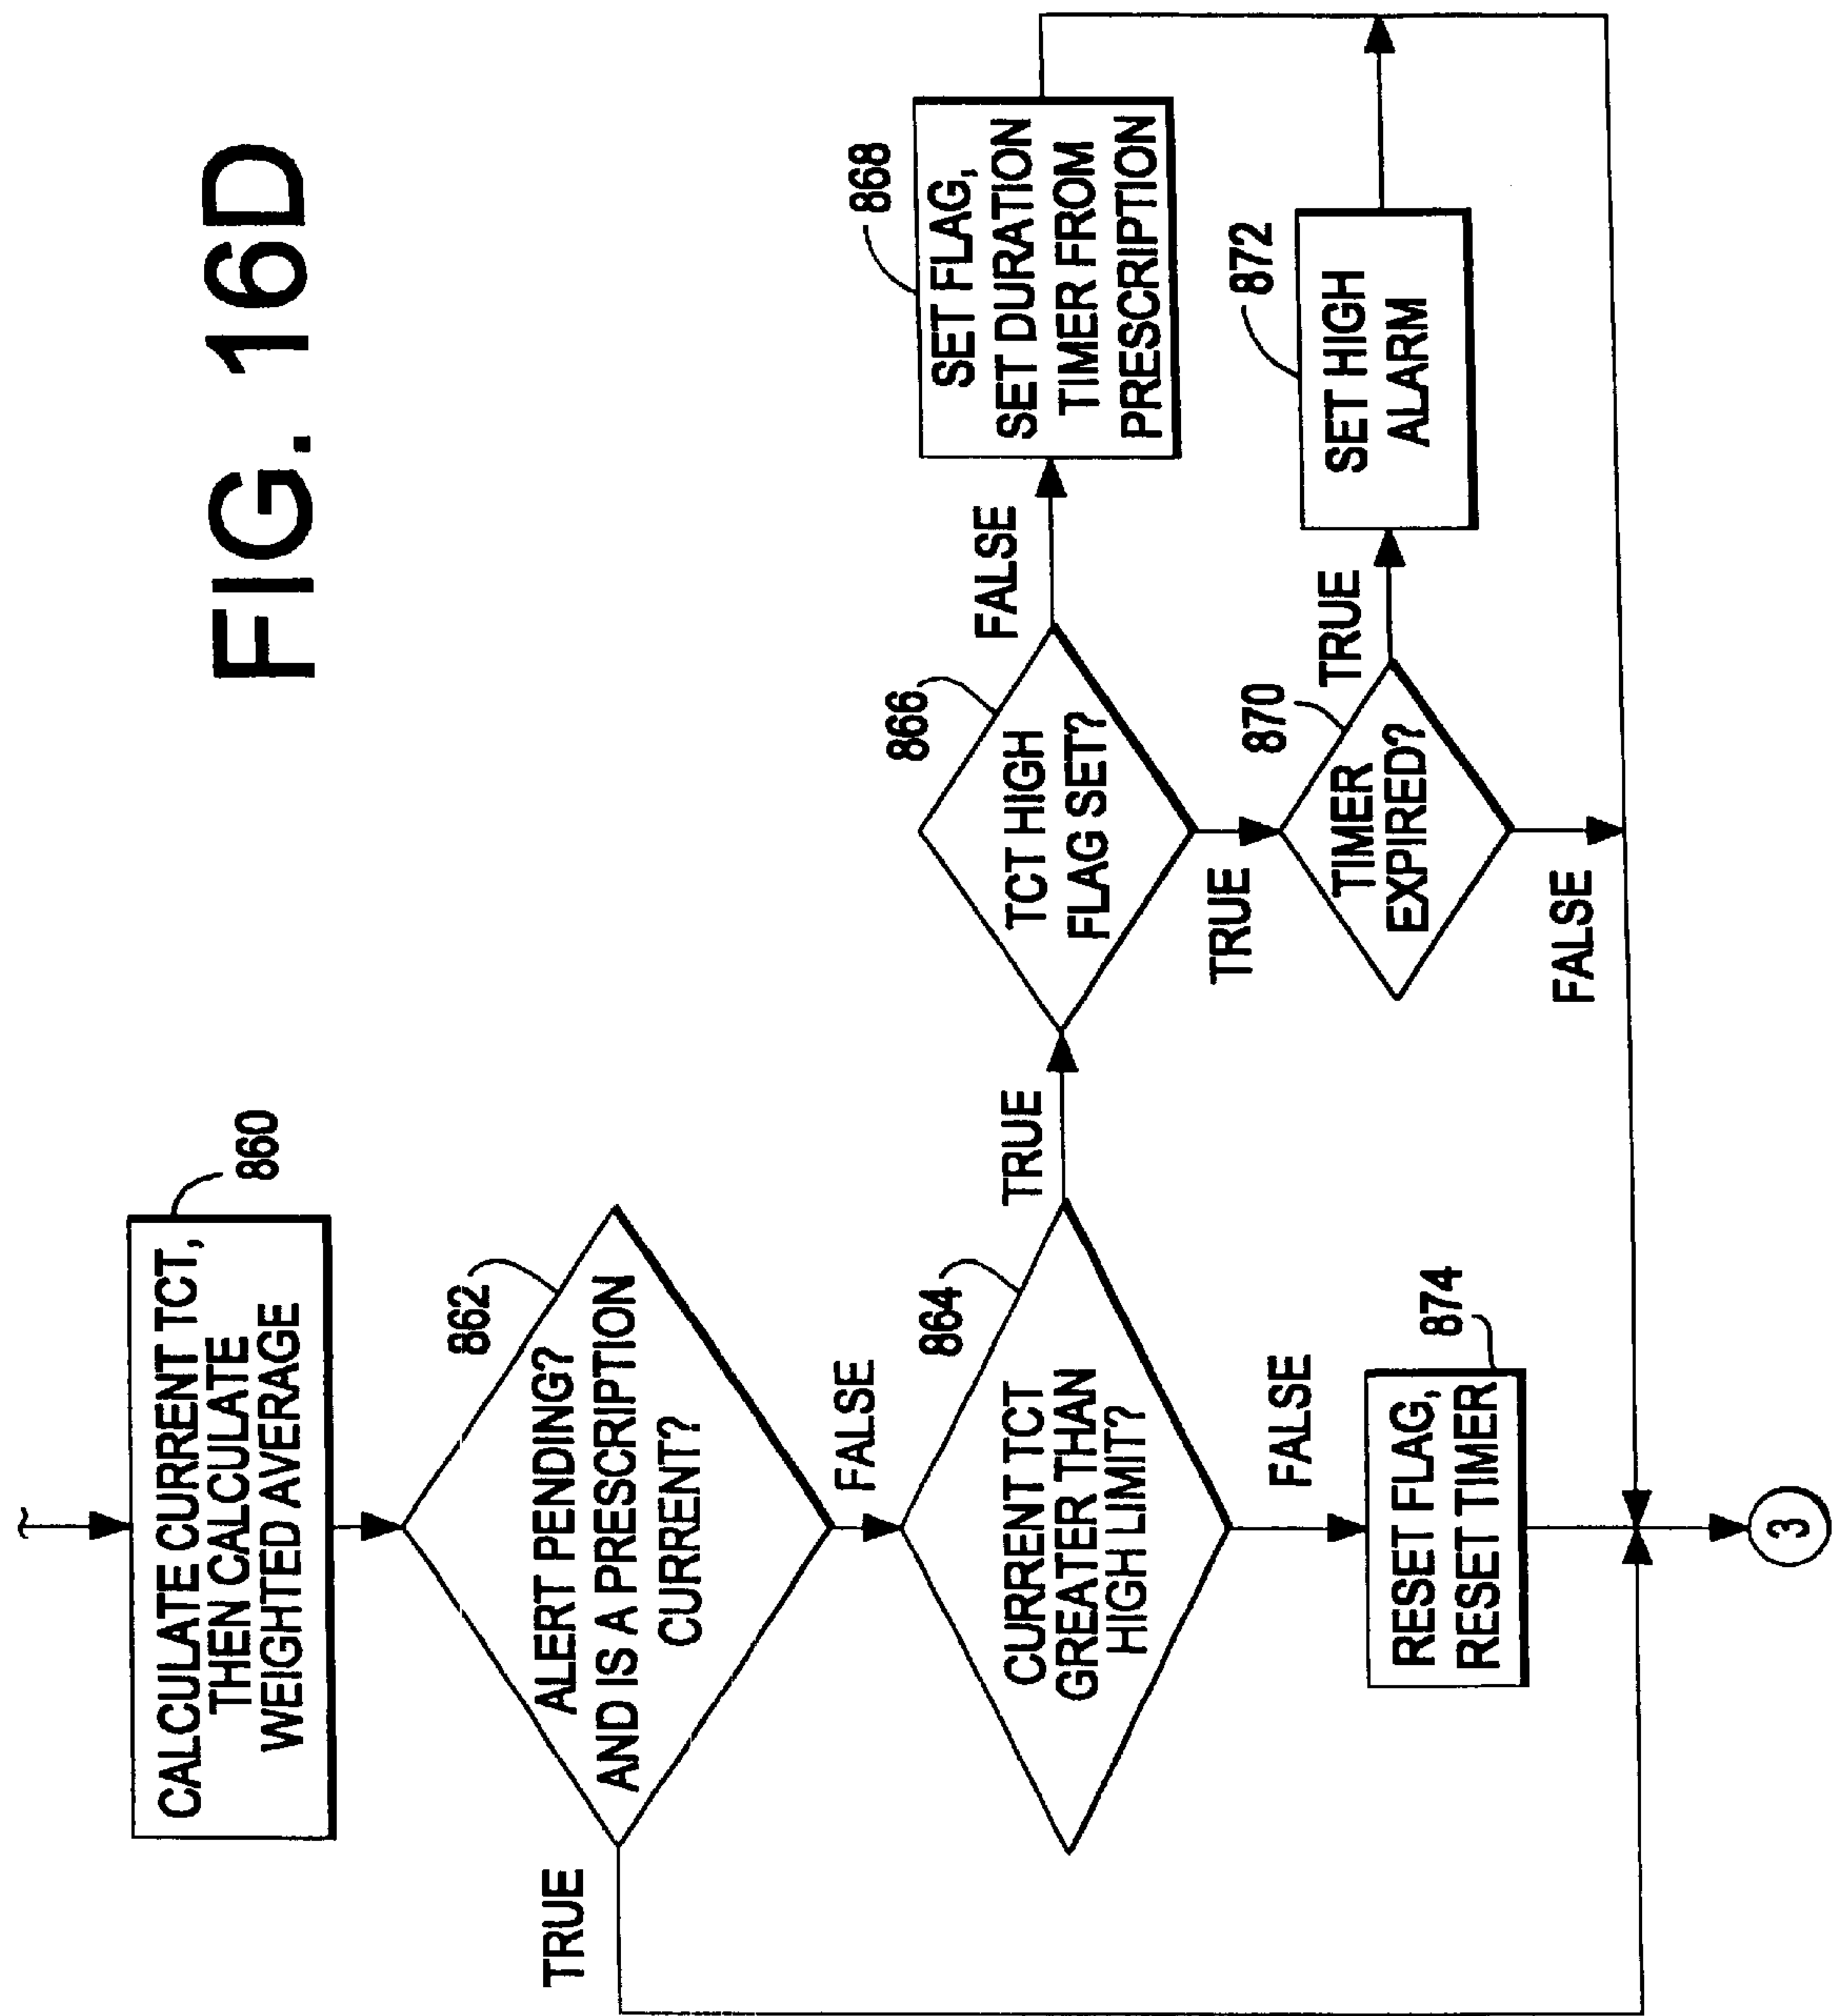 FIG. 16D
CALCULATE CURRENT TCT,
THEN CALCULATE
WEIGHTED AVERAGE
860
ALERT PENDING?
AND IS A PRESCRIPTION
CURRENT?
862
TRUE
FALSE
CURRENT TCT
GREATER THAN
HIGH LIMIT?
864
TRUE
FALSE
TCT HIGH
FLAG SET?
866
FALSE
TRUE
SET FLAG,
SET DURATION
TIMER FROM
PRESCRIPTION
868
TIMER
EXPIRED?
870
TRUE
FALSE
SET HIGH
ALARM
872
RESET FLAG,
RESET TIMER
874
3